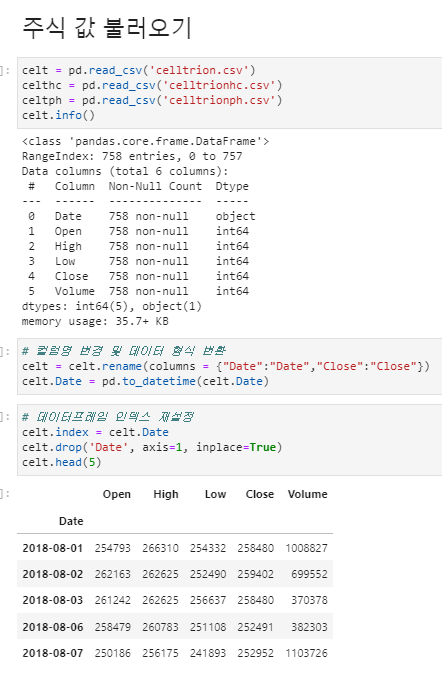 주식 값 불러오기
]:
celt = pd.read_csv('celltrion.csv')
celthc = pd.read_csv('celltrionhc.csv')
celtph = pd.read_csv('celltrionph.csv')
celt.info()
<class 'pandas.core.frame.DataFrame'>
RangeIndex: 758 entries, 0 to 757
Data columns (total 6 columns):
 #   Column  Non-Null Count  Dtype
---  ------  --------------  -----
 0   Date    758 non-null    object
 1   Open    758 non-null    int64
 2   High    758 non-null    int64
 3   Low     758 non-null    int64
 4   Close   758 non-null    int64
 5   Volume  758 non-null    int64
dtypes: int64(5), object(1)
memory usage: 35.7+ KB
]:
# 컬럼명 변경 및 데이터 형식 변환
celt = celt.rename(columns = {"Date":"Date","Close":"Close"})
celt.Date = pd.to_datetime(celt.Date)
]:
# 데이터프레임 인덱스 재설정
celt.index = celt.Date
celt.drop('Date', axis=1, inplace=True)
celt.head(5)
]:
Open High Low Close Volume
Date
2018-08-01 254793 266310 254332 258480 1008827
2018-08-02 262163 262625 252490 259402 699552
2018-08-03 261242 262625 256637 258480 370378
2018-08-06 258479 260783 251108 252491 382303
2018-08-07 250186 256175 241893 252952 1103726